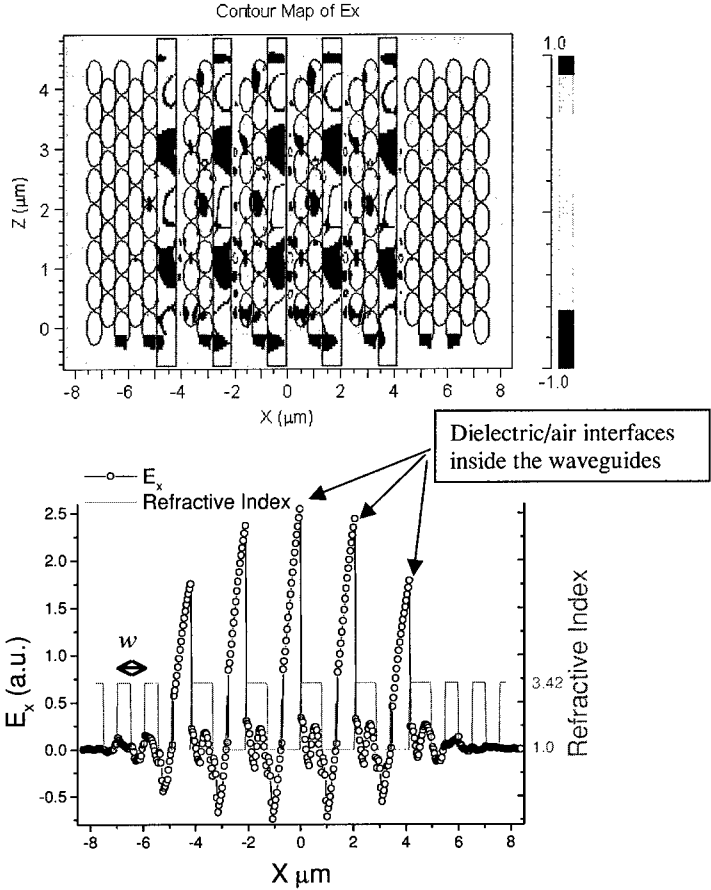 Contour Map of Ex
1.0
4
3
2
1
0
Z (μm)
-1.0
-8 -6 -4 -2 0 2 4 6 8
X (μm)
Dielectric/air interfaces
inside the waveguides
Eₓ
Refractive Index
2.5
2.0
1.5
1.0
0.5
0.0
-0.5
Eₓ (a.u.)
w
3.42
1.0
Refractive Index
-8 -6 -4 -2 0 2 4 6 8
X μm